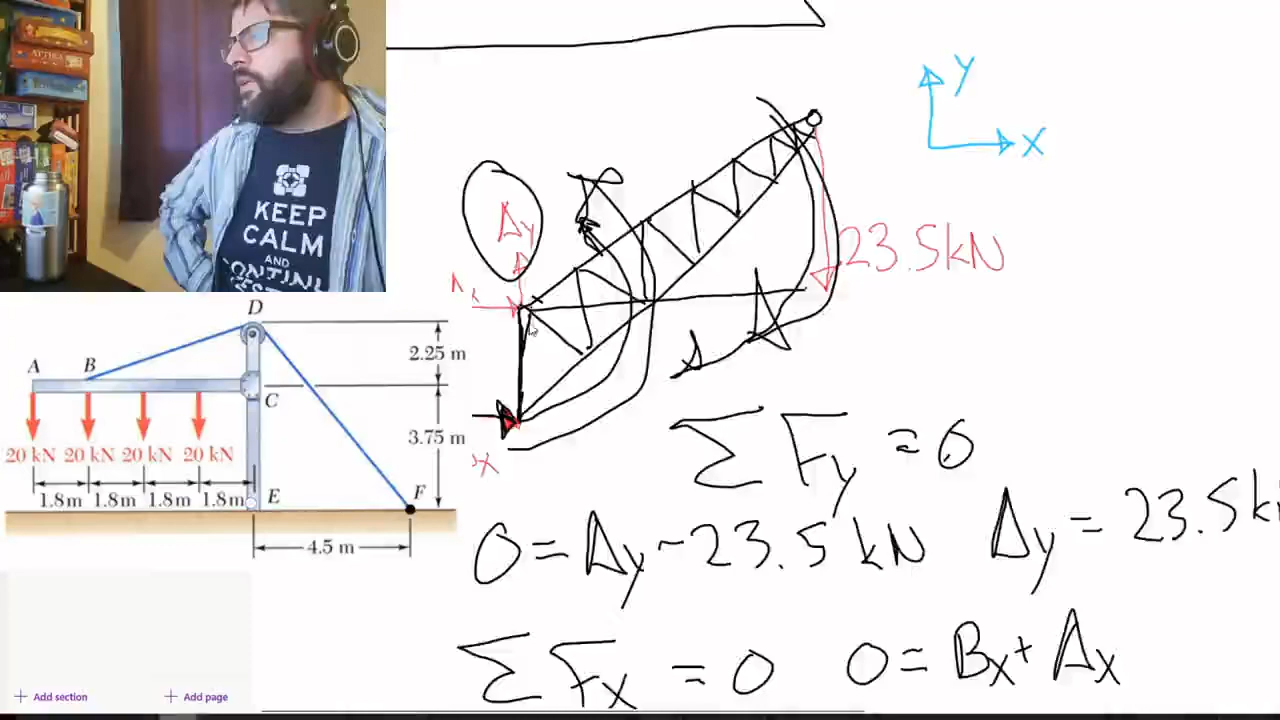 KEEP
CALM
AND
y
x
Ay
23.5kN
x
x
D
A
B
C
E
F
2.25 m
3.75 m
20 kN 20 kN 20 kN 20 kN
1.8m 1.8m 1.8m 1.8m
4.5 m
ΣFy = 0
0 = Ay - 23.5 kN
Ay = 23.5k
ΣFx = 0
0 = Bx + Ax
+ Add section
+ Add page